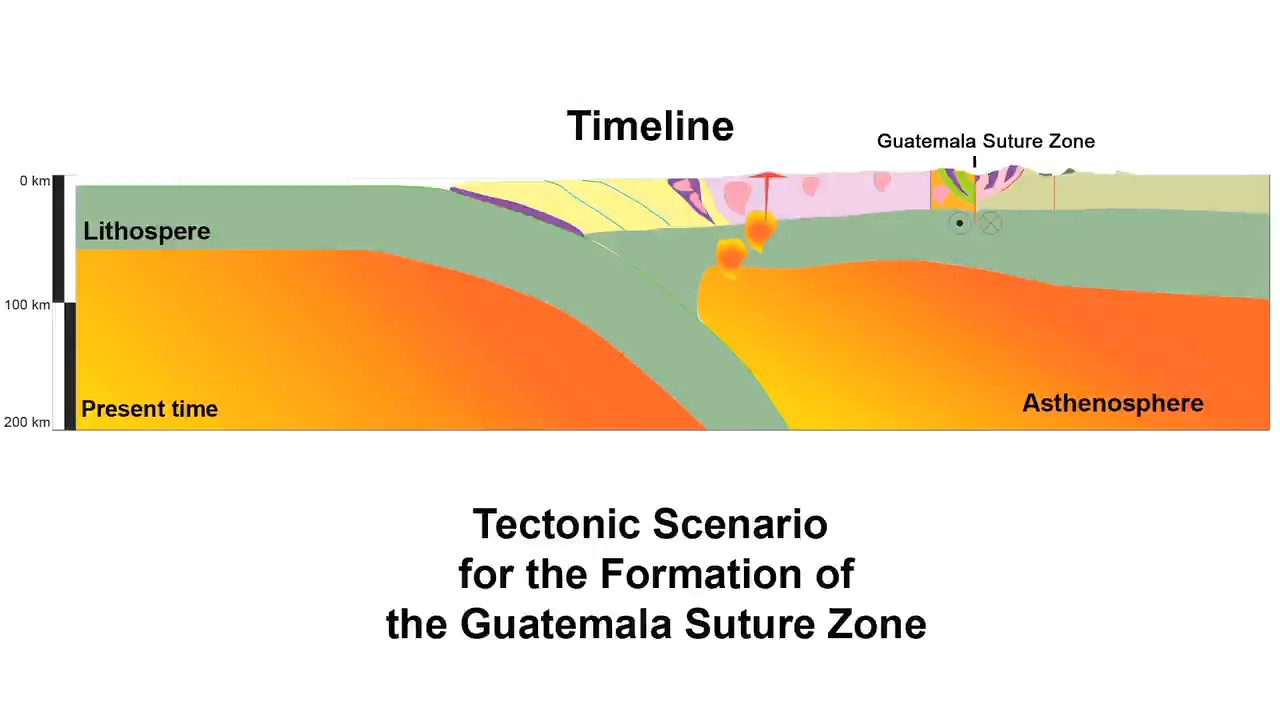 Timeline
Guatemala Suture Zone
0 km
Lithospere
100 km
Present time
Asthenosphere
200 km
Tectonic Scenario
for the Formation of
the Guatemala Suture Zone